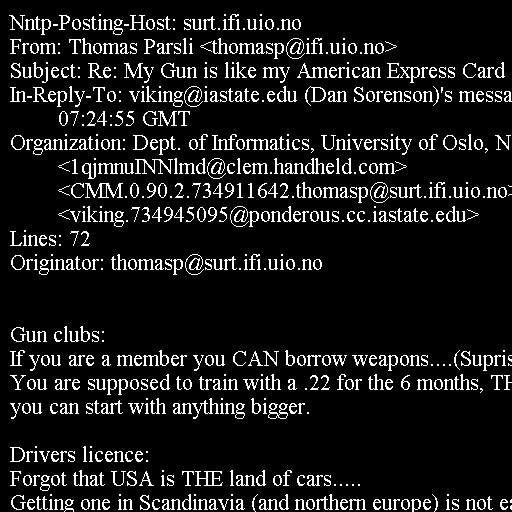 Nntp-Posting-Host: surt.ifi.uio.no
From: Thomas Parsli <thomasp@ifi.uio.no>
Subject: Re: My Gun is like my American Express Card
In-Reply-To: viking@iastate.edu (Dan Sorenson)'s messa
07:24:55 GMT
Organization: Dept. of Informatics, University of Oslo, N
<1qjmnuINNlmd@clem.handheld.com>
<CMM.0.90.2.734911642.thomasp@surt.ifi.uio.no>
<viking.734945095@ponderous.cc.iastate.edu>
Lines: 72
Originator: thomasp@surt.ifi.uio.no
Gun clubs:
If you are a member you CAN borrow weapons....(Supris
You are supposed to train with a .22 for the 6 months, TH
you can start with anything bigger.
Drivers licence:
Forgot that USA is THE land of cars.....
Getting one in Scandinavia (and northern europe) is not ea